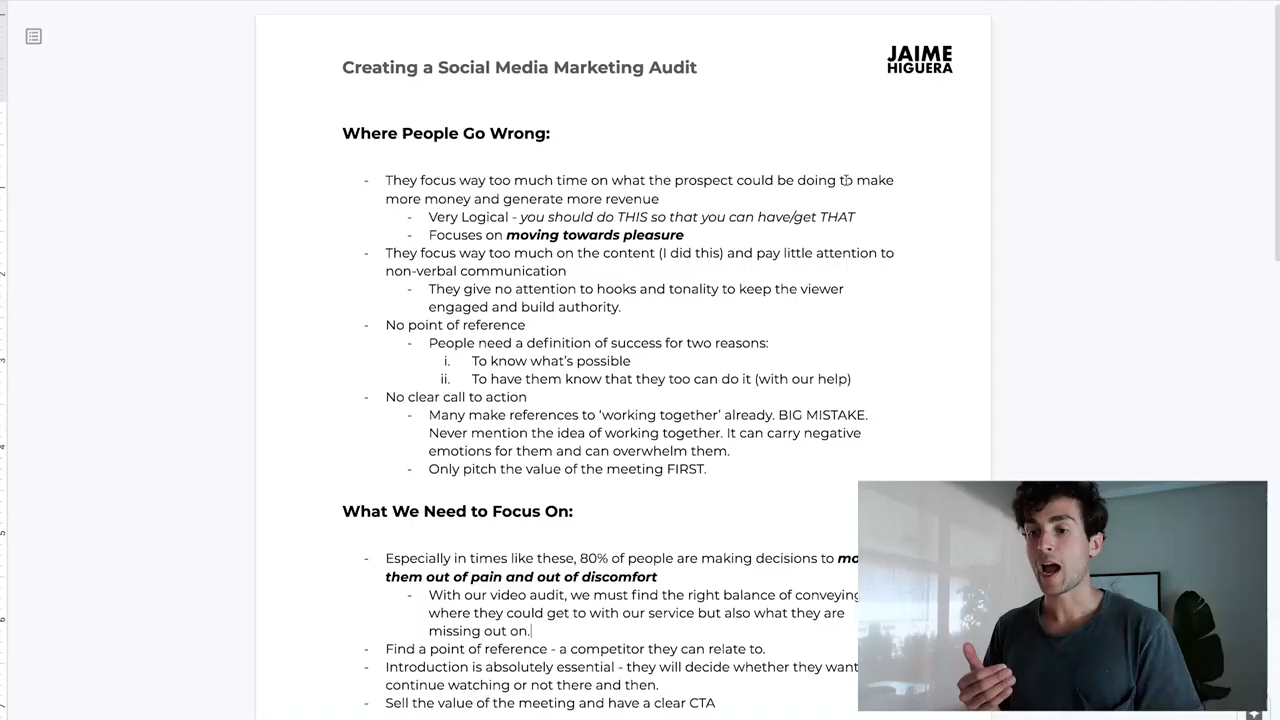 Creating a Social Media Marketing Audit
JAIME
HIGUERA
Where People Go Wrong:
- They focus way too much time on what the prospect could be doing to make
more money and generate more revenue
- Very Logical - you should do THIS so that you can have/get THAT
- Focuses on moving towards pleasure
- They focus way too much on the content (I did this) and pay little attention to
non-verbal communication
- They give no attention to hooks and tonality to keep the viewer
engaged and build authority.
- No point of reference
- People need a definition of success for two reasons:
i. To know what's possible
ii. To have them know that they too can do it (with our help)
- No clear call to action
- Many make references to ‘working together’ already. BIG MISTAKE.
Never mention the idea of working together. It can carry negative
emotions for them and can overwhelm them.
- Only pitch the value of the meeting FIRST.
What We Need to Focus On:
- Especially in times like these, 80% of people are making decisions to
them out of pain and out of discomfort
- With our video audit, we must find the right balance of conveying
where they could get to with our service but also what they are
missing out on.
- Find a point of reference - a competitor they can relate to.
- Introduction is absolutely essential - they will decide whether they want
continue watching or not there and then.
- Sell the value of the meeting and have a clear CTA